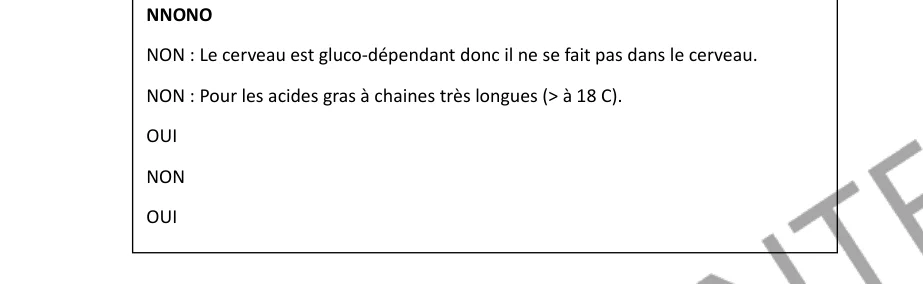 NNONO
NON : Le cerveau est gluco-dépendant donc il ne se fait pas dans le cerveau.
NON : Pour les acides gras à chaines très longues (> à 18 C).
OUI
NON
OUI